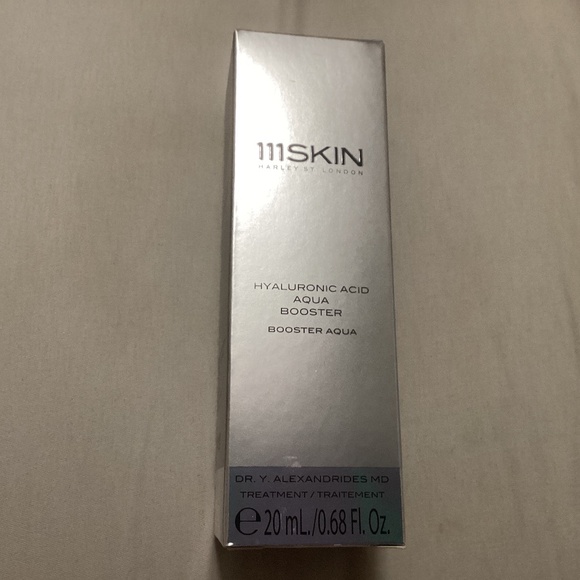 111SKIN
HARLEY ST. LONDON
HYALURONIC ACID
AQUA
BOOSTER
BOOSTER AQUA
DR. Y. ALEXANDRIDES MD
TREATMENT / TRAITEMENT
℮ 20 mL./0.68 Fl. Oz.